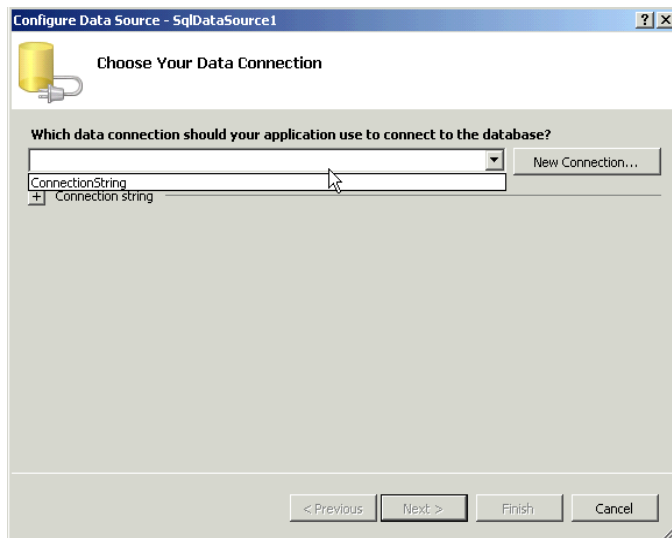 Configure Data Source - SqlDataSource1
Choose Your Data Connection
Which data connection should your application use to connect to the database?
New Connection...
ConnectionString
Connection string
< Previous
Next >
Finish
Cancel